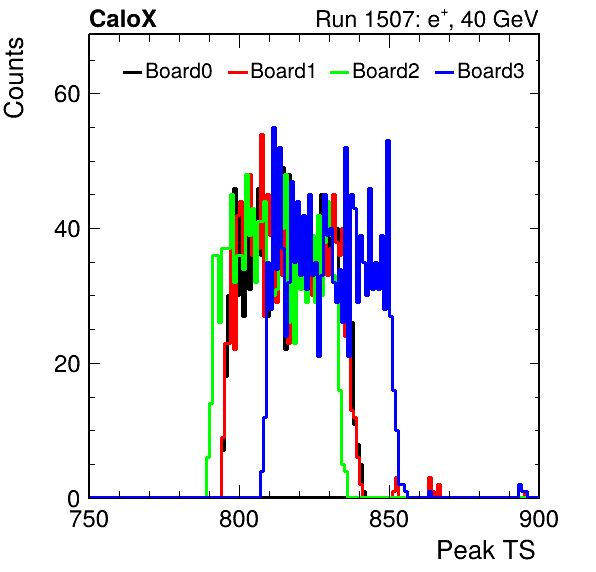 CaloX Run 1507: e+, 40 GeV
Counts
Board0 Board1 Board2 Board3
60
40
20
0
750 800 850 900
Peak TS